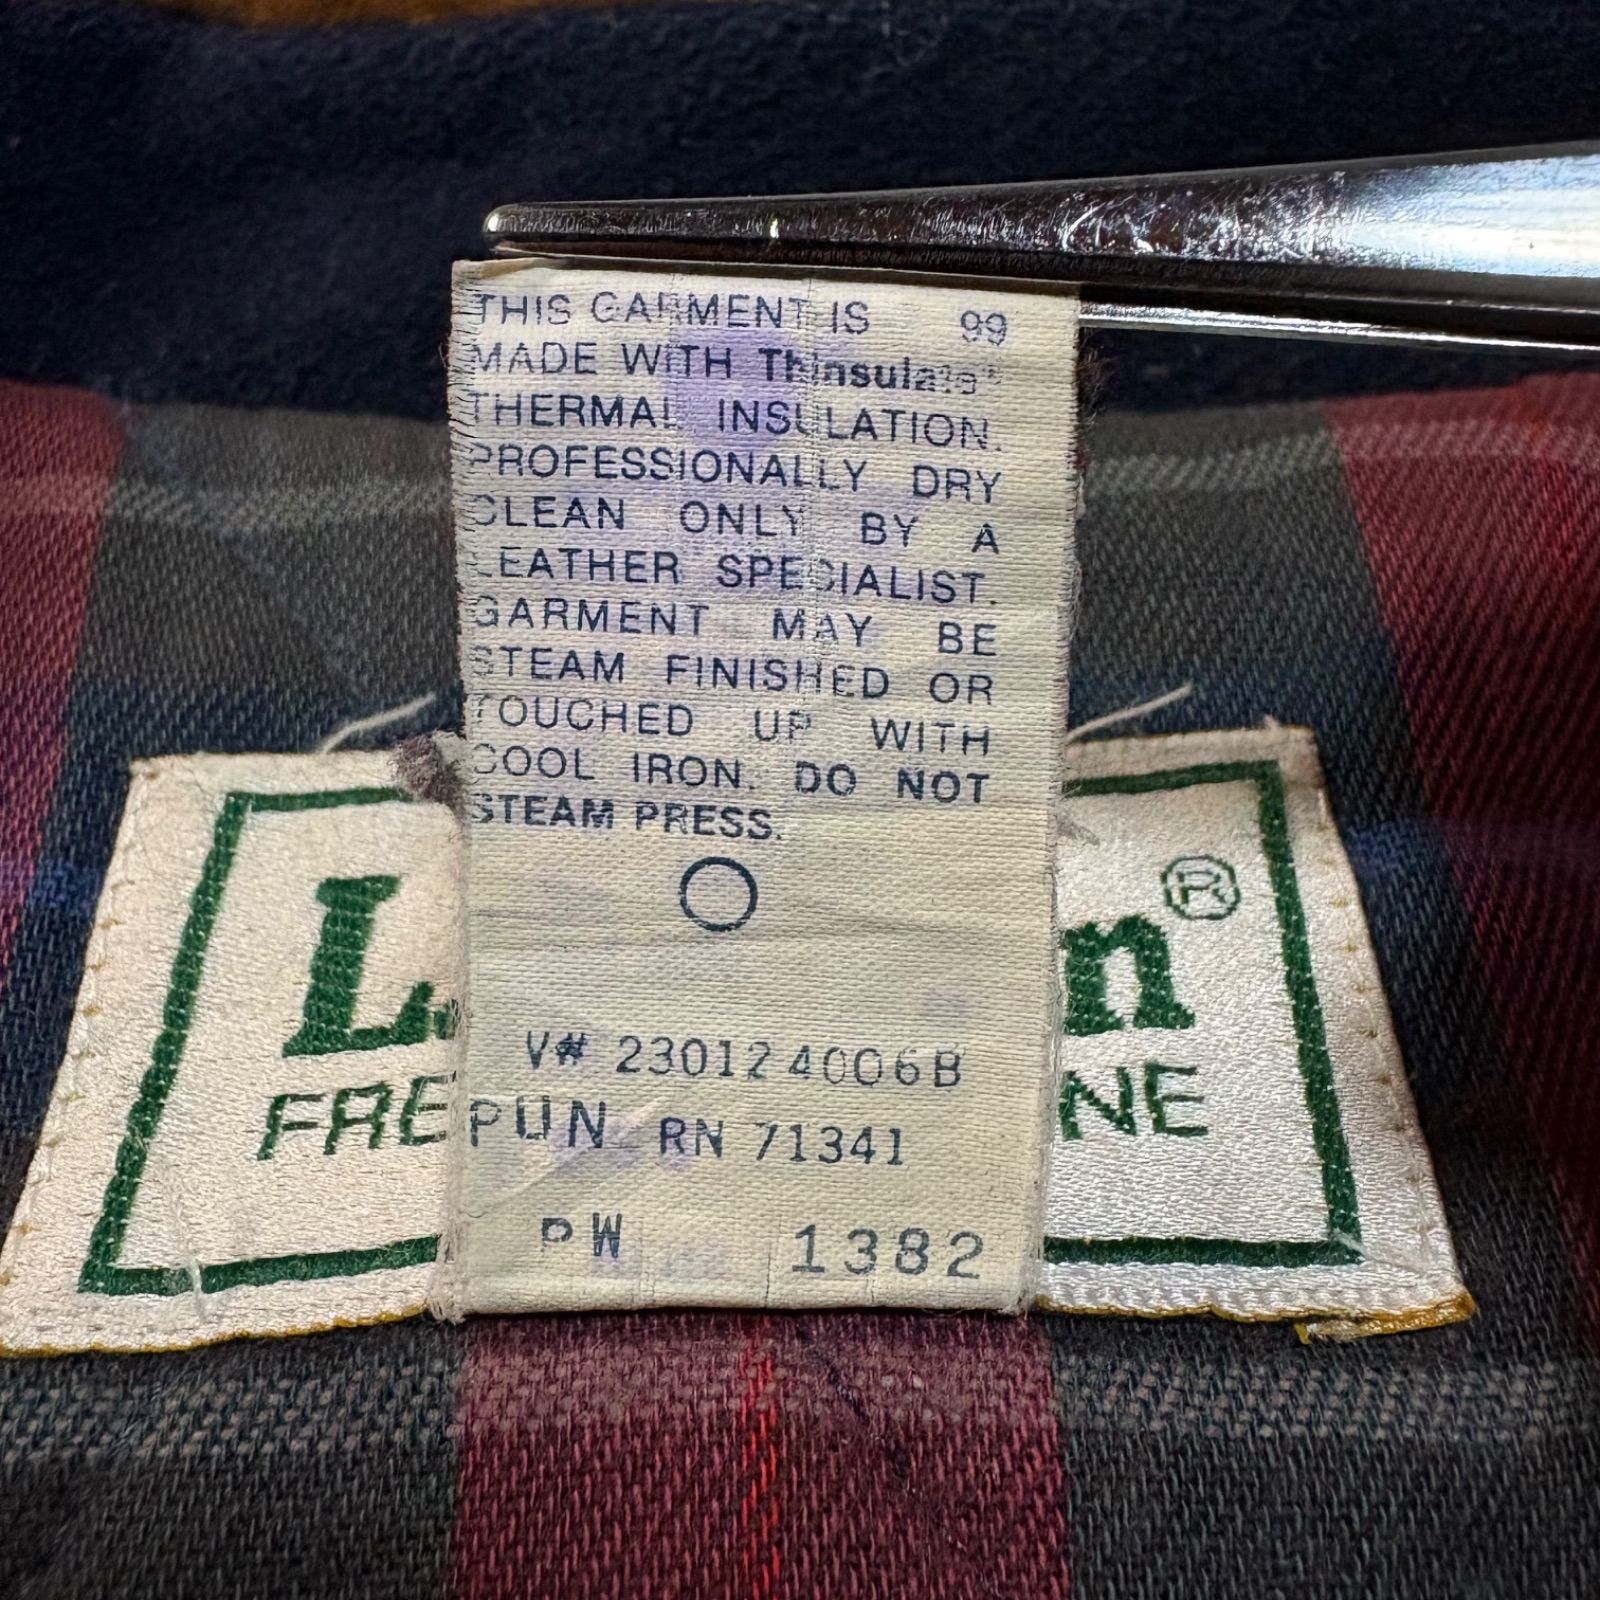 THIS GARMENT IS 99
MADE WITH Thinsulate®
THERMAL INSULATION.
PROFESSIONALLY DRY
CLEAN ONLY BY A
LEATHER SPECIALIST.
GARMENT MAY BE
STEAM FINISHED OR
TOUCHED UP WITH
COOL IRON. DO NOT
STEAM PRESS.
V# 230124006B
PUN RN 71341
PW 1382
L. n®
FRE NE